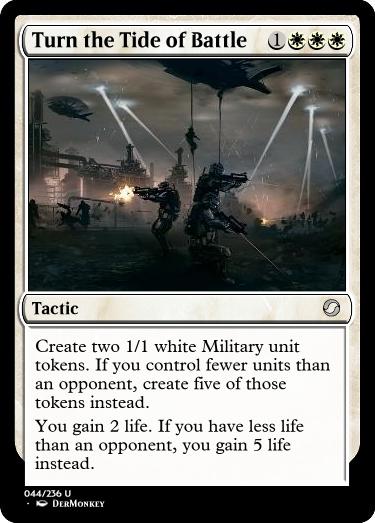 Turn the Tide of Battle 1
Tactic
Create two 1/1 white Military unit
tokens. If you control fewer units than
an opponent, create five of those
tokens instead.
You gain 2 life. If you have less life
than an opponent, you gain 5 life
instead.
044/236 U
· DerMonkey